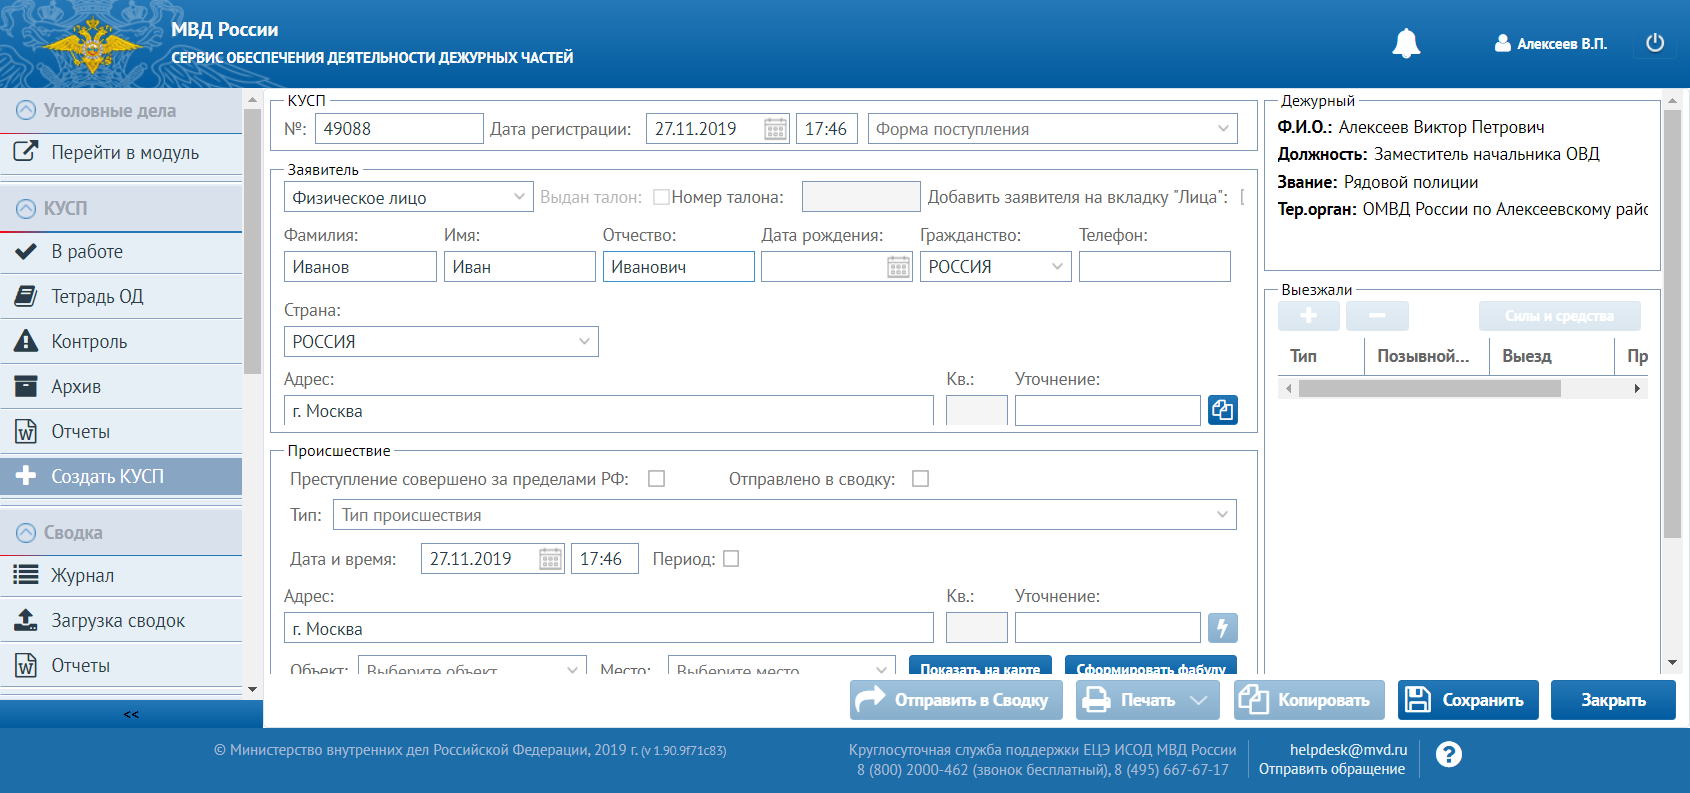 МВД России
СЕРВИС ОБЕСПЕЧЕНИЯ ДЕЯТЕЛЬНОСТИ ДЕЖУРНЫХ ЧАСТЕЙ
Алексеев В.П.
Уголовные дела
Перейти в модуль
КУСП
В работе
Тетрадь ОД
Контроль
Архив
Отчеты
Создать КУСП
Сводка
Журнал
Загрузка сводок
Отчеты
<<
КУСП
№: 49088 Дата регистрации: 27.11.2019 17:46 Форма поступления
Заявитель
Физическое лицо Выдан талон: Номер талона: Добавить заявителя на вкладку "Лица":
Фамилия: Имя: Отчество: Дата рождения: Гражданство: Телефон:
Иванов Иван Иванович РОССИЯ
Страна:
РОССИЯ
Адрес: Кв.: Уточнение:
г. Москва
Происшествие
Преступление совершено за пределами РФ: Отправлено в сводку:
Тип: Тип происшествия
Дата и время: 27.11.2019 17:46 Период:
Адрес: Кв.: Уточнение:
г. Москва
Объект: Выберите объект Место: Выберите место Показать на карте Сформировать фабулу
Дежурный
Ф.И.О.: Алексеев Виктор Петрович
Должность: Заместитель начальника ОВД
Звание: Рядовой полиции
Тер.орган: ОМВД России по Алексеевскому райо
Выезжали
Силы и средства
Тип Позывной... Выезд Пр
Отправить в Сводку Печать Копировать Сохранить Закрыть
© Министерство внутренних дел Российской Федерации, 2019 г. (v 1.90.9f71c83)
Круглосуточная служба поддержки ЕЦЭ ИСОД МВД России
8 (800) 2000-462 (звонок бесплатный), 8 (495) 667-67-17
helpdesk@mvd.ru
Отправить обращение